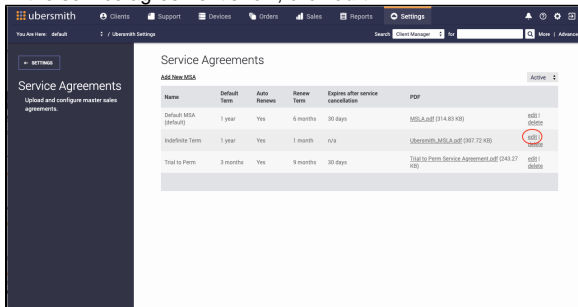 ubersmith Clients Support Devices Orders Sales Reports Settings
You Are Here: default / Ubersmith Settings Search Client Manager for More | Advance
← SETTINGS
Service Agreements
Upload and configure master sales
agreements.
Service Agreements
Add New MSA Active
Name Default Term Auto Renews Renew Term Expires after service cancellation PDF
Default MSA (default) 1 year Yes 6 months 30 days MSLA.pdf (314.83 KB) edit | delete
Indefinite Term 1 year Yes 1 month n/a Ubersmith_MSLA.pdf (307.72 KB) edit | delete
Trial to Perm 3 months Yes 9 months 30 days Trial to Perm Service Agreement.pdf (243.27 KB) edit | delete